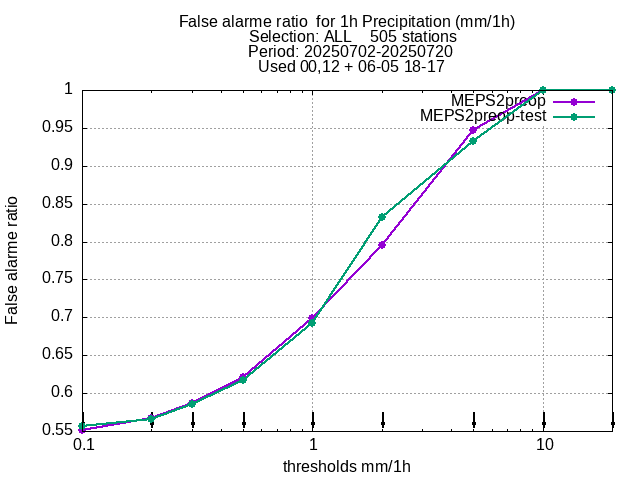 False alarme ratio  for 1h Precipitation (mm/1h)
Selection: ALL    505 stations
Period: 20250702-20250720
Used 00,12 + 06-05 18-17
1
MEPS2proop
MEPS2proop-test
0.95
0.9
0.85
0.8
0.75
0.7
0.65
0.6
0.55
False alarme ratio
0.1
1
10
thresholds mm/1h